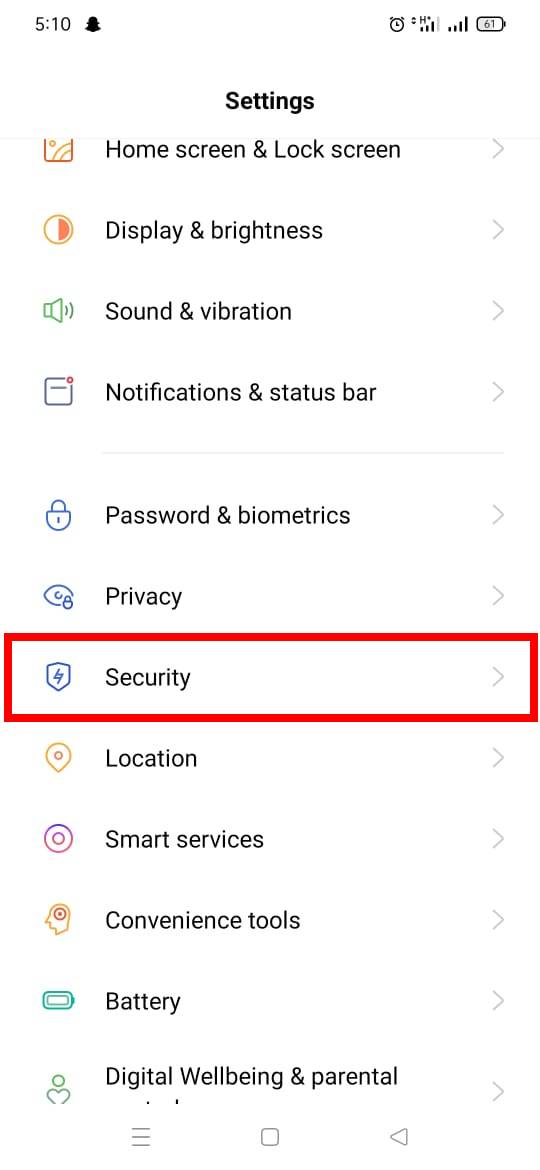 5:10
H+
61
Settings
Home screen & Lock screen
Display & brightness
Sound & vibration
Notifications & status bar
Password & biometrics
Privacy
Security
Location
Smart services
Convenience tools
Battery
Digital Wellbeing & parental